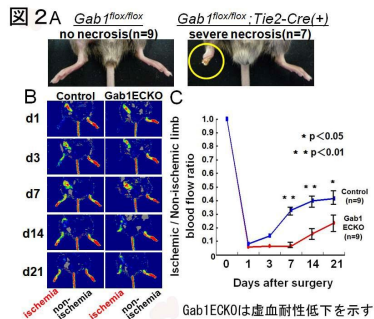 図 2A
Gab1flox/flox
no necrosis(n=9)
Gab1flox/flox;Tie2-Cre(+)
severe necrosis(n=7)
B
Control
Gab1ECKO
d1
d3
d7
d14
d21
ischemia
non-ischemia
ischemia
non-ischemia
C
Ischemic / Non-ischemic limb
blood flow ratio
1.0
0.9
0.8
0.7
0.6
0.5
0.4
0.3
0.2
0.1
* p<0.05
* * p<0.01
* *
* *
*
Control
(n=9)
Gab1
ECKO
(n=9)
0 1 3 7 14 21
Days after surgery
Gab1ECKOは虚血耐性低下を示す